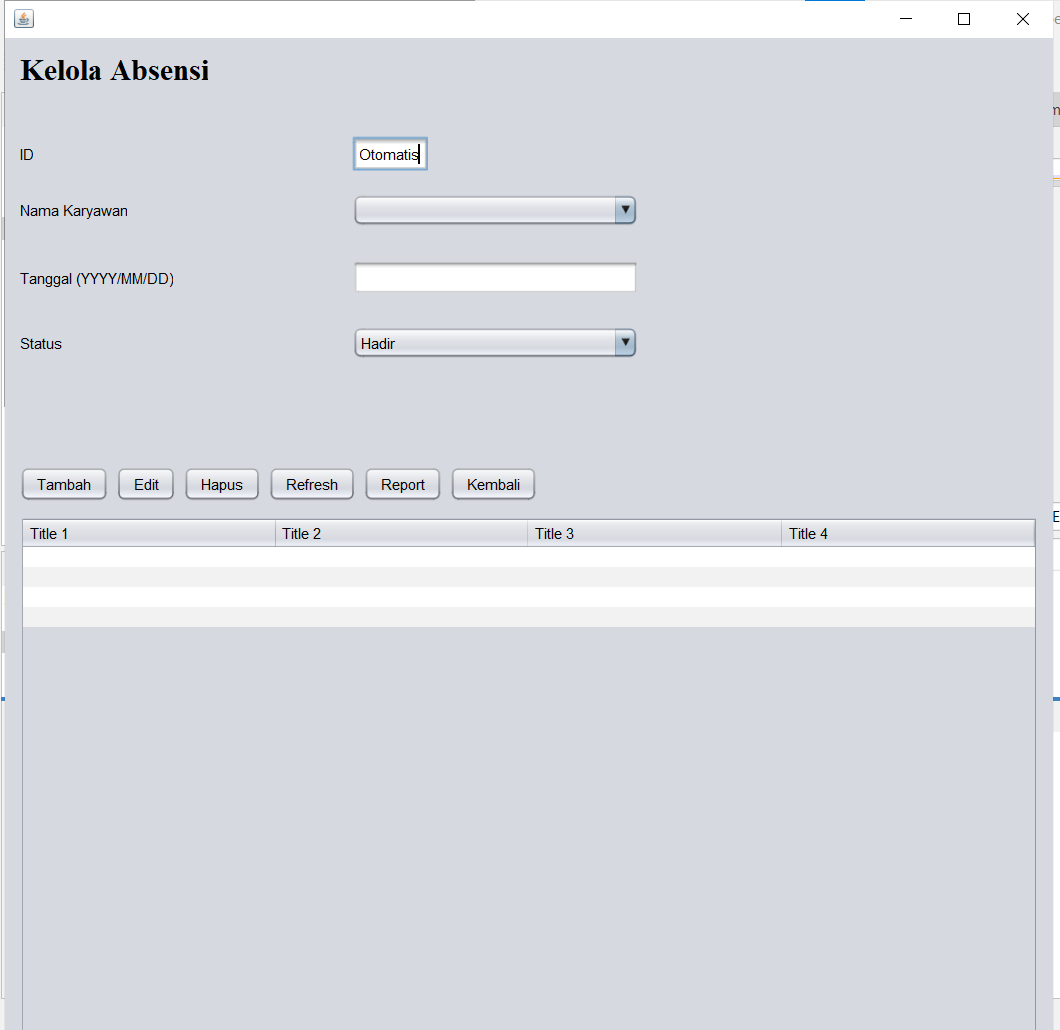 Kelola Absensi
ID
Otomatis
Nama Karyawan
Tanggal (YYYY/MM/DD)
Status
Hadir
Tambah Edit Hapus Refresh Report Kembali
Title 1 Title 2 Title 3 Title 4